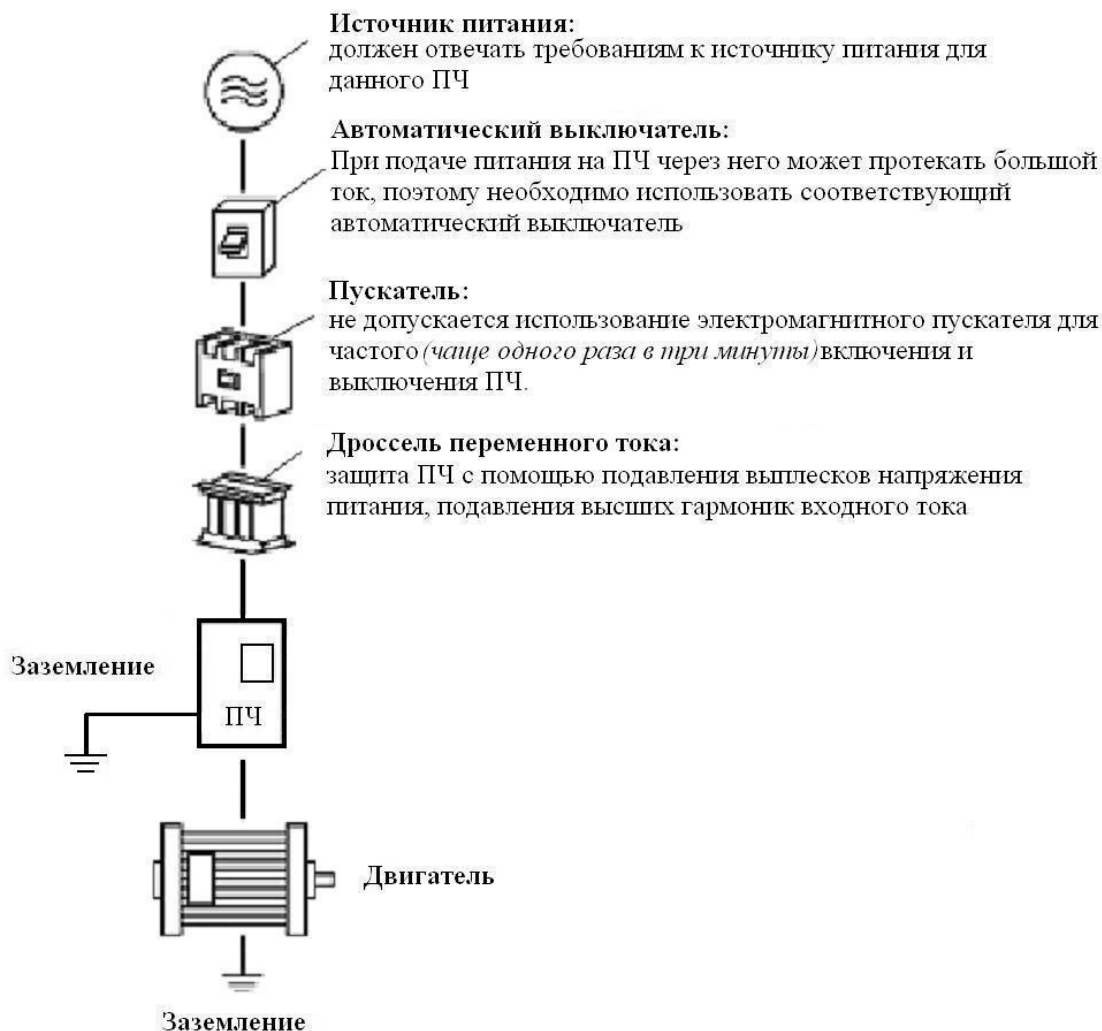 Источник питания:
должен отвечать требованиям к источнику питания для
данного ПЧ
Автоматический выключатель:
При подаче питания на ПЧ через него может протекать большой
ток, поэтому необходимо использовать соответствующий
автоматический выключатель
Пускатель:
не допускается использование электромагнитного пускателя для
частого (чаще одного раза в три минуты) включения и
выключения ПЧ.
Дроссель переменного тока:
защита ПЧ с помощью подавления выплесков напряжения
питания, подавления высших гармоник входного тока
Заземление
ПЧ
Двигатель
Заземление